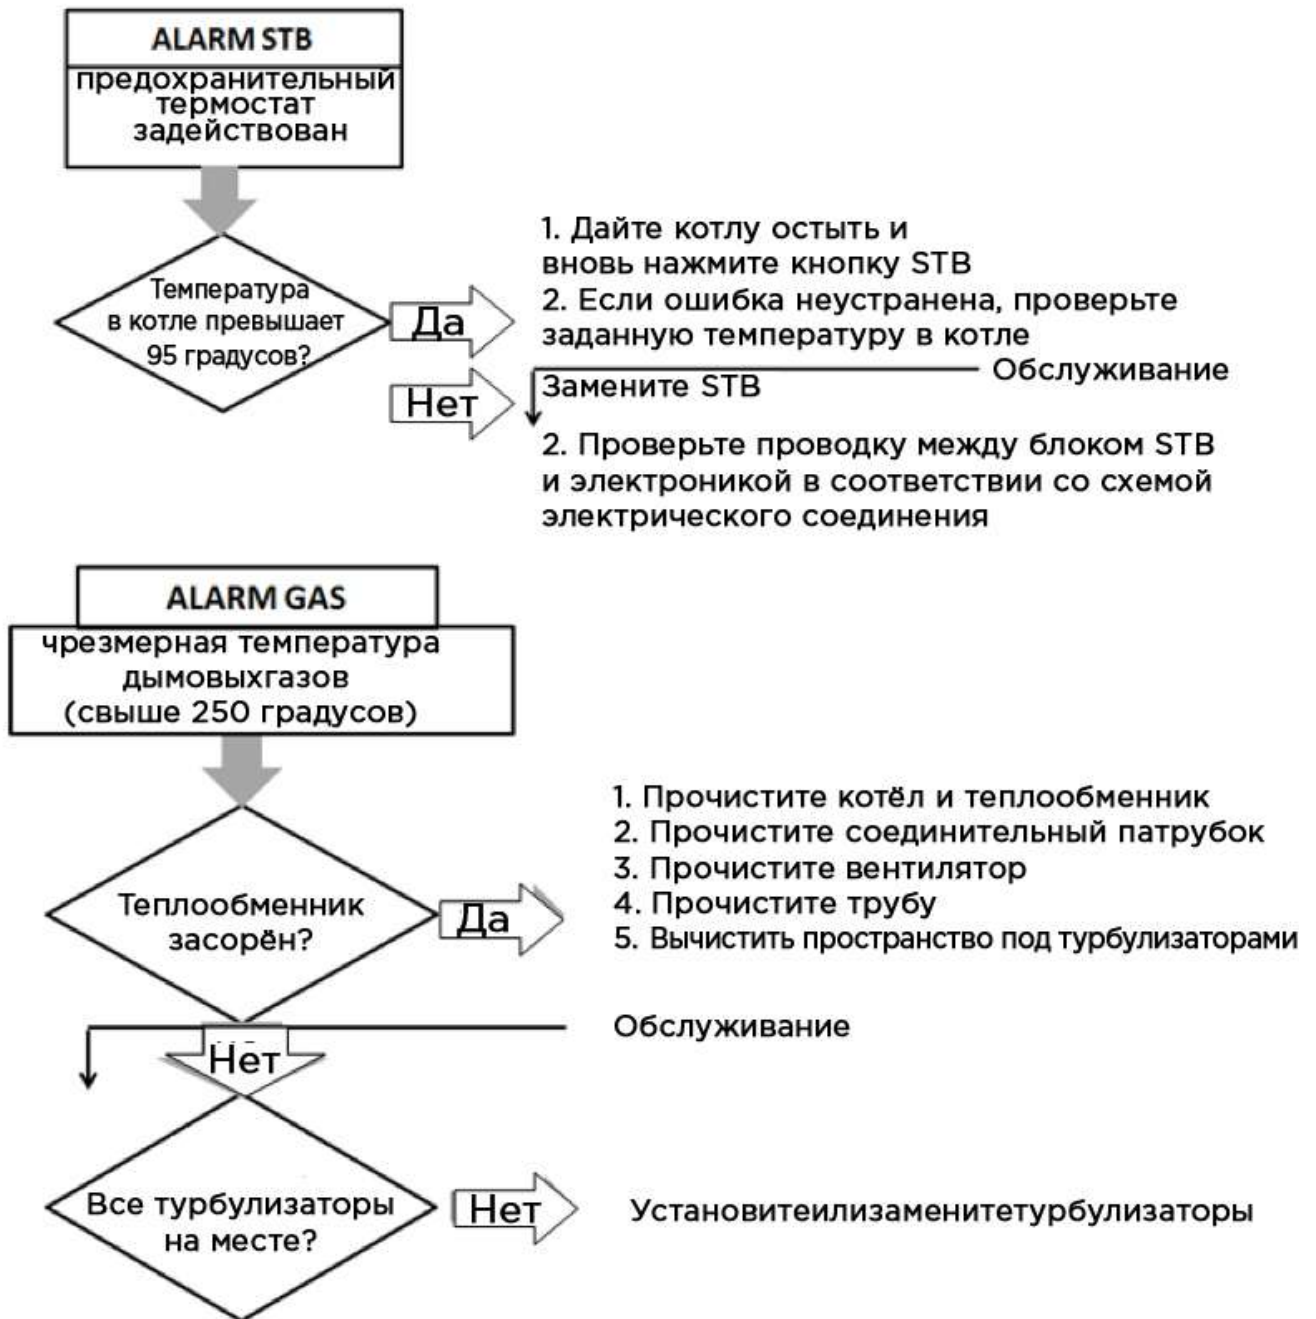 ALARM STB
предохранительный
термостат
задействован
Температура
в котле превышает
95 градусов?
Да
1. Дайте котлу остыть и
вновь нажмите кнопку STB
2. Если ошибка неустранена, проверьте
заданную температуру в котле
Обслуживание
Нет
Замените STB
2. Проверьте проводку между блоком STB
и электроникой в соответствии со схемой
электрического соединения
ALARM GAS
чрезмерная температура
дымовыхгазов
(свыше 250 градусов)
Теплообменник
засорён?
Да
1. Прочистите котёл и теплообменник
2. Прочистите соединительный патрубок
3. Прочистите вентилятор
4. Прочистите трубу
5. Вычистить пространство под турбулизаторами
Обслуживание
Нет
Все турбулизаторы
на месте?
Нет
Установитеилизаменитетурбулизаторы